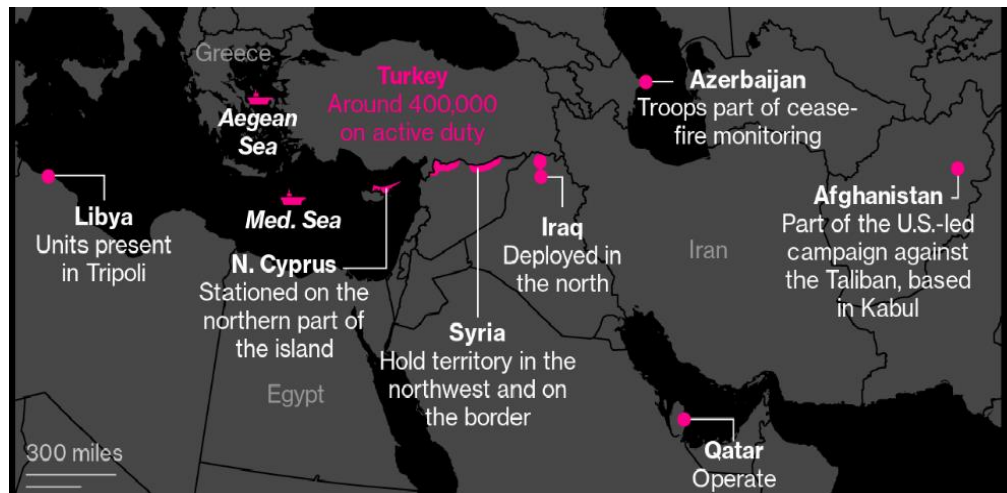 Greece
Turkey
Around 400,000
on active duty
Aegean
Sea
Azerbaijan
Troops part of cease-
fire monitoring
Libya
Units present
in Tripoli
Med. Sea
N. Cyprus
Stationed on the
northern part of
the island
Syria
Hold territory in the
northwest and on
the border
Iraq
Deployed in
the north
Iran
Afghanistan
Part of the U.S.-led
campaign against
the Taliban, based
in Kabul
Egypt
Qatar
Operate
300 miles